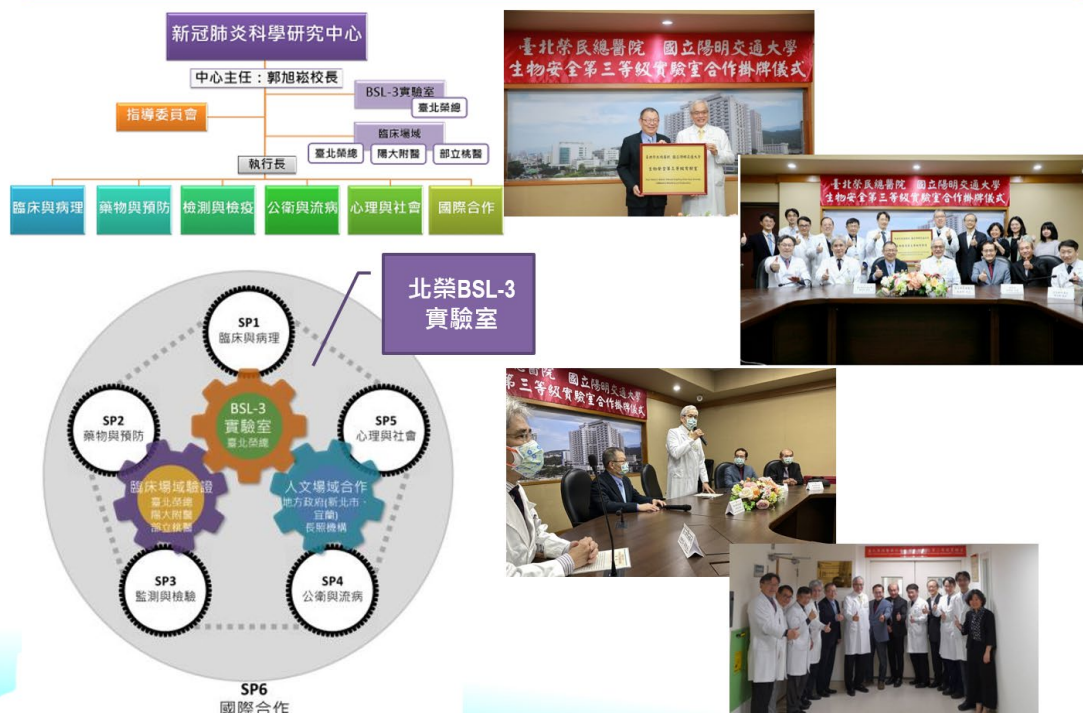 新冠肺炎科學研究中心
中心主任：郭旭崧校長
BSL-3實驗室
臺北榮總
指導委員會
臨床場域
臺北榮總
陽大附醫
部立桃醫
執行長
臨床與病理
藥物與預防
檢測與檢疫
公衛與流病
心理與社會
國際合作
北榮BSL-3
實驗室
SP1
臨床與病理
SP2
藥物與預防
BSL-3
實驗室
臺北榮總
SP5
心理與社會
臨床場域驗證
臺北榮總
陽大附醫
部立桃醫
人文場域合作
地方政府(新北市、
宜蘭)
長照機構
SP3
監測與檢驗
SP4
公衛與流病
SP6
國際合作
臺北榮民總醫院 國立陽明交通大學
生物安全第三等級實驗室合作掛牌儀式
生物安全第三等級實驗室
臺北榮民總醫院 國立陽明交通大學
生物安全第三等級實驗室合作掛牌儀式
醫院 國立陽明交通大學
第三等級實驗室合作掛牌儀式